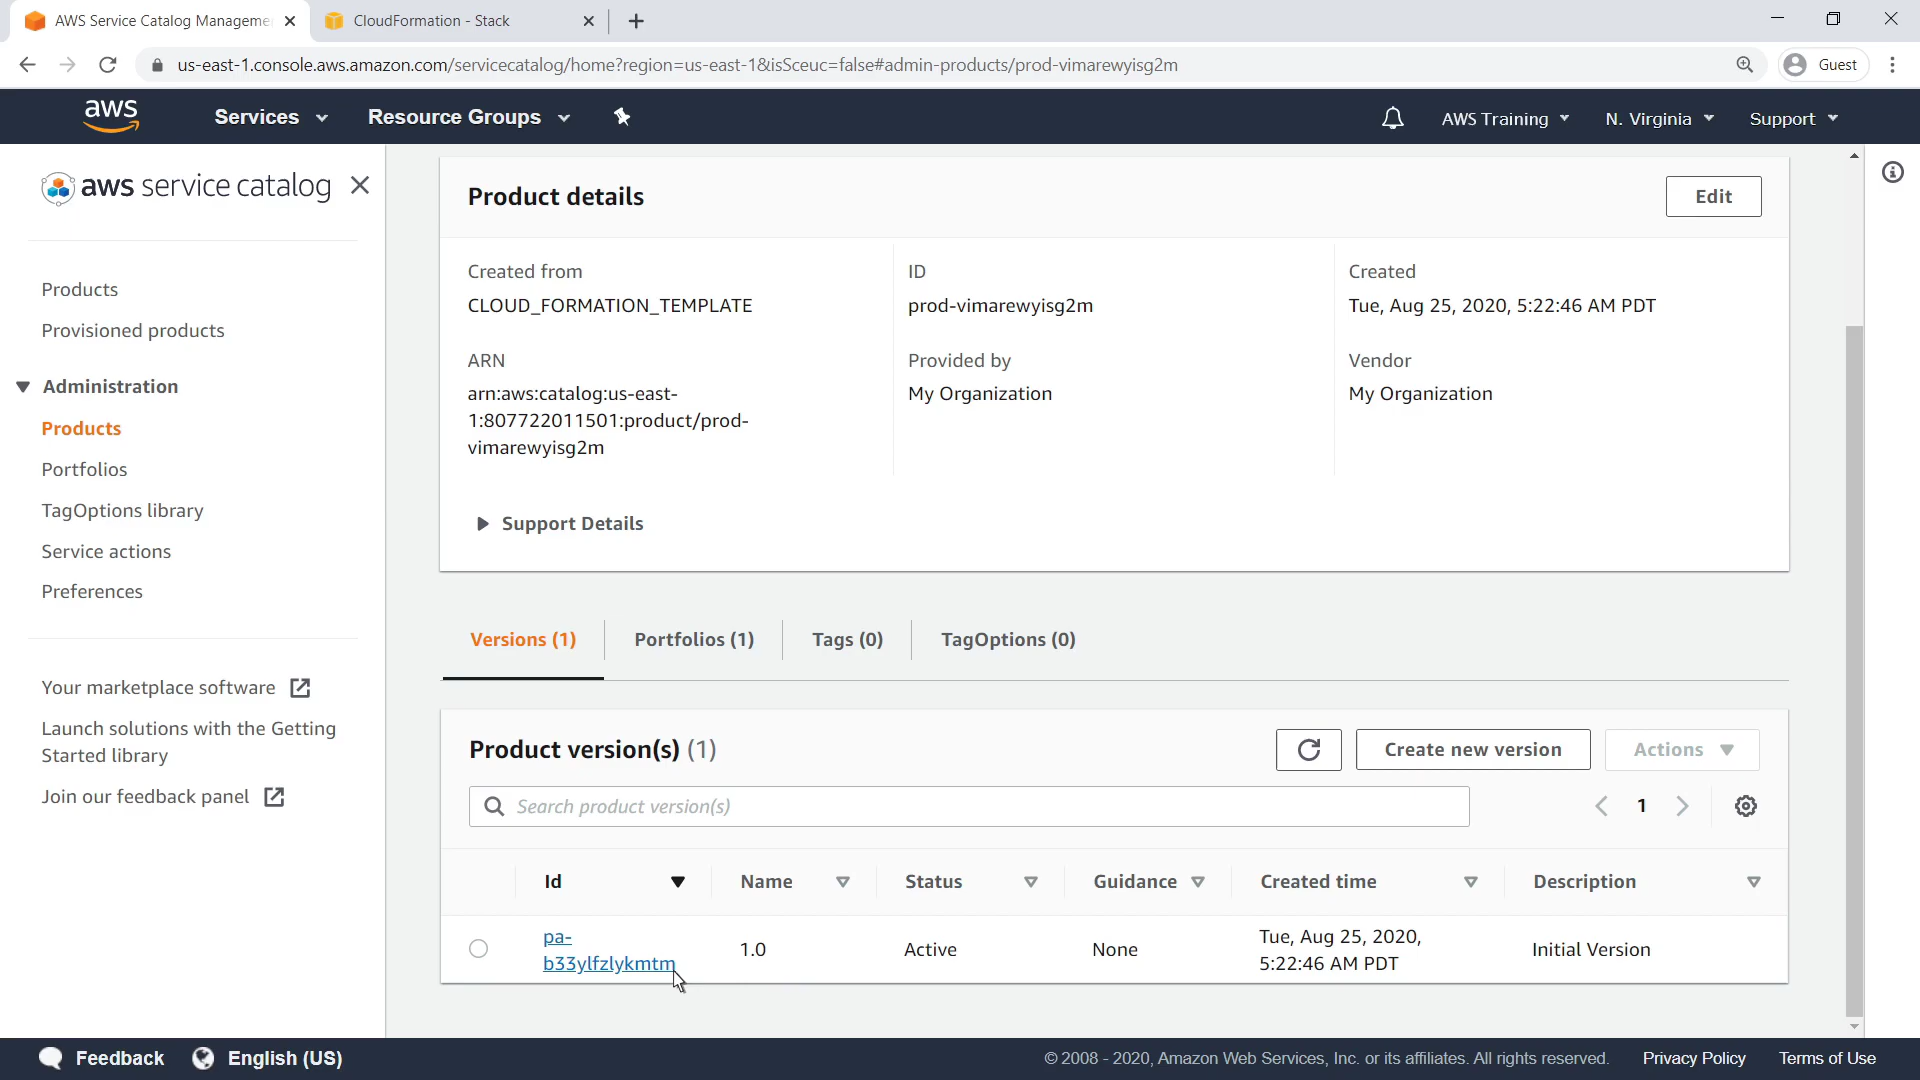 AWS Service Catalog Manageme
CloudFormation - Stack
us-east-1.console.aws.amazon.com/servicecatalog/home?region=us-east-1&isSceuc=false#admin-products/prod-vimarewyisg2m
Guest
aws
Services
Resource Groups
AWS Training
N. Virginia
Support
aws service catalog
Products
Provisioned products
Administration
Products
Portfolios
TagOptions library
Service actions
Preferences
Your marketplace software
Launch solutions with the Getting
Started library
Join our feedback panel
Product details
Edit
Created from
CLOUD_FORMATION_TEMPLATE
ID
prod-vimarewyisg2m
Created
Tue, Aug 25, 2020, 5:22:46 AM PDT
ARN
arn:aws:catalog:us-east-
1:807722011501:product/prod-
vimarewyisg2m
Provided by
My Organization
Vendor
My Organization
Support Details
Versions (1)
Portfolios (1)
Tags (0)
TagOptions (0)
Product version(s) (1)
Create new version
Actions
Search product version(s)
1
Id
Name
Status
Guidance
Created time
Description
pa-
b33ylfzlykmtm
1.0
Active
None
Tue, Aug 25, 2020,
5:22:46 AM PDT
Initial Version
Feedback
English (US)
© 2008 - 2020, Amazon Web Services, Inc. or its affiliates. All rights reserved.
Privacy Policy
Terms of Use